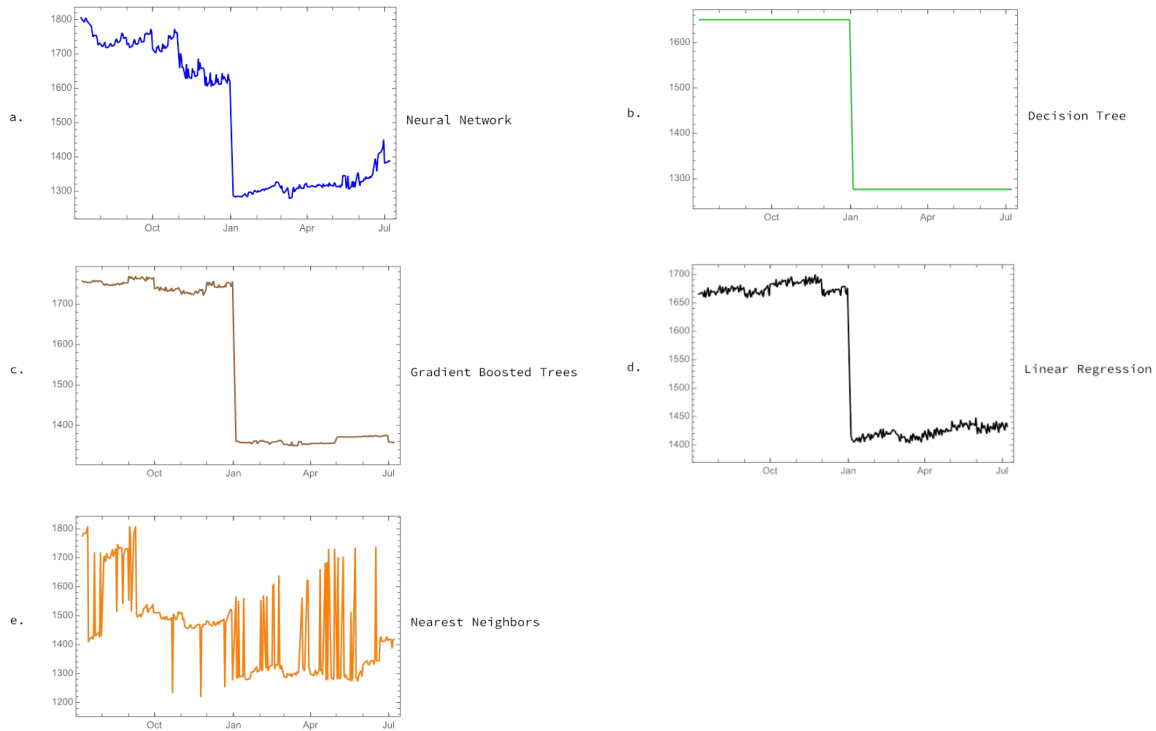 1800
1700
1600
1500
1400
1300
Oct
Jan
Apr
Jul
a.
Neural Network
1600
1500
1400
1300
Oct
Jan
Apr
Jul
b.
Decision Tree
1700
1600
1500
1400
Oct
Jan
Apr
Jul
c.
Gradient Boosted Trees
1700
1650
1600
1550
1500
1450
1400
Oct
Jan
Apr
Jul
d.
Linear Regression
1800
1700
1600
1500
1400
1300
1200
Oct
Jan
Apr
Jul
e.
Nearest Neighbors